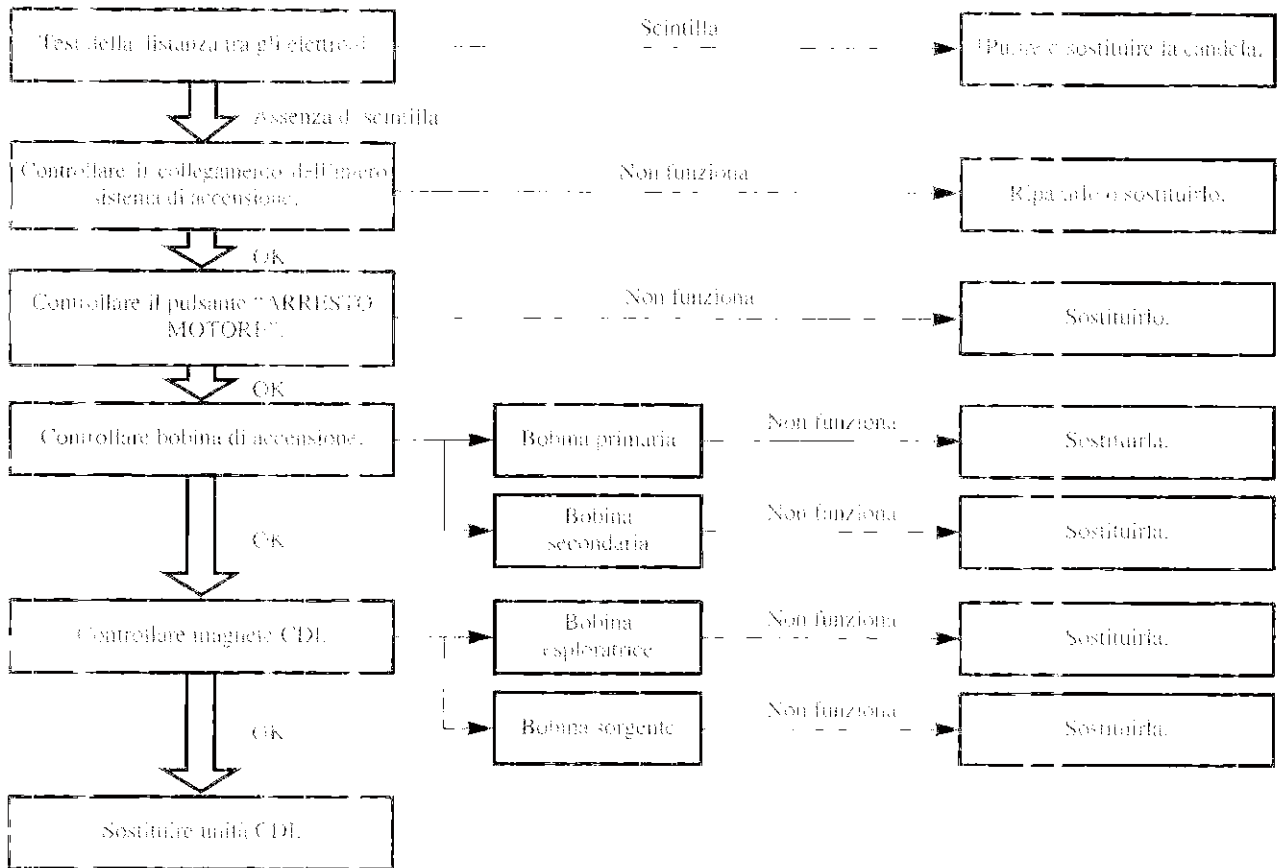 Test della distanza tra gli elettrodi
Scintilla
Pulire o sostituire la candela.
Assenza di scintilla
Controllare il collegamento dell'intero
sistema di accensione.
Non funziona
Ripararlo o sostituirlo.
OK
Controllare il pulsante “ARRESTO
MOTORE”.
Non funziona
Sostituirlo.
OK
Controllare bobina di accensione.
Bobina primaria
Non funziona
Sostituirla.
Bobina
secondaria
Non funziona
Sostituirla.
OK
Controllare magnete CDI.
Bobina
esploratrice
Non funziona
Sostituirla.
Bobina sorgente
Non funziona
Sostituirla.
OK
Sostituire unità CDI.